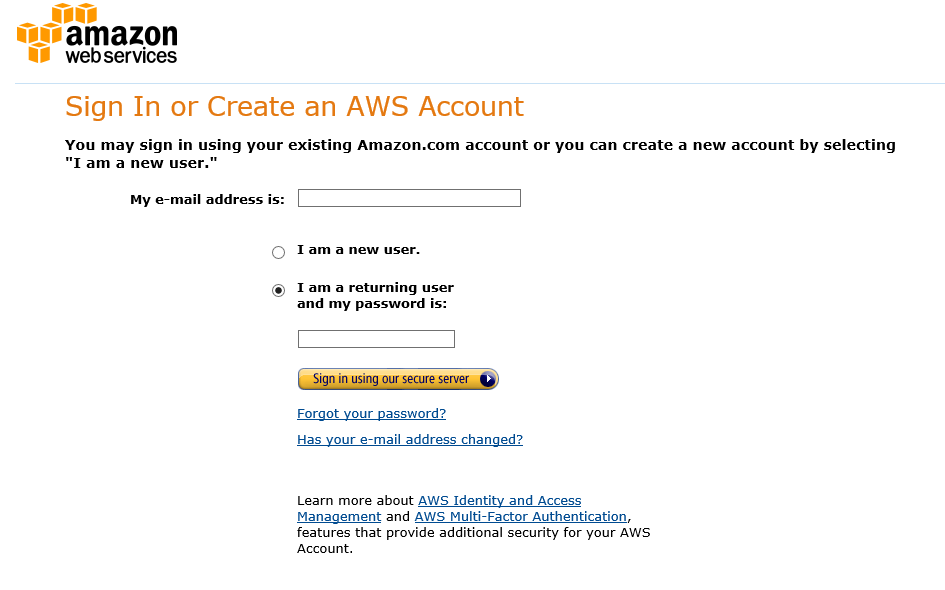 amazon
web services
Sign In or Create an AWS Account
You may sign in using your existing Amazon.com account or you can create a new account by selecting
"I am a new user."
My e-mail address is:
I am a new user.
I am a returning user
and my password is:
Sign in using our secure server
Forgot your password?
Has your e-mail address changed?
Learn more about AWS Identity and Access
Management and AWS Multi-Factor Authentication,
features that provide additional security for your AWS
Account.